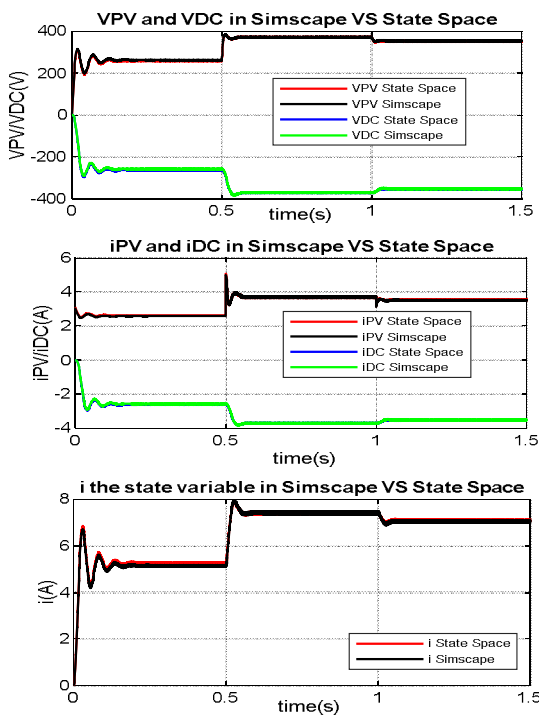 VPV and VDC in Simscape VS State Space
VPV/VDC(V)
400
200
0
-200
-400
VPV State Space
VPV Simscape
VDC State Space
VDC Simscape
0
0.5
1
1.5
time(s)
iPV and iDC in Simscape VS State Space
iPV/iDC(A)
6
4
2
0
-2
-4
iPV State Space
iPV Simscape
iDC State Space
iDC Simscape
0
0.5
1
1.5
time(s)
i the state variable in Simscape VS State Space
i(A)
8
6
4
2
0
i State Space
i Simscape
0
0.5
1
1.5
time(s)